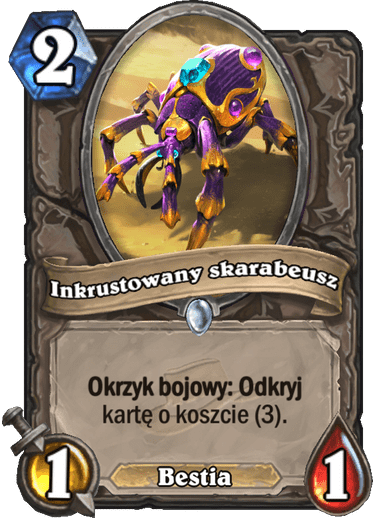 2
Inkrustowany skarabeusz
Okrzyk bojowy: Odkryj
kartę o koszcie (3).
1
Bestia
1